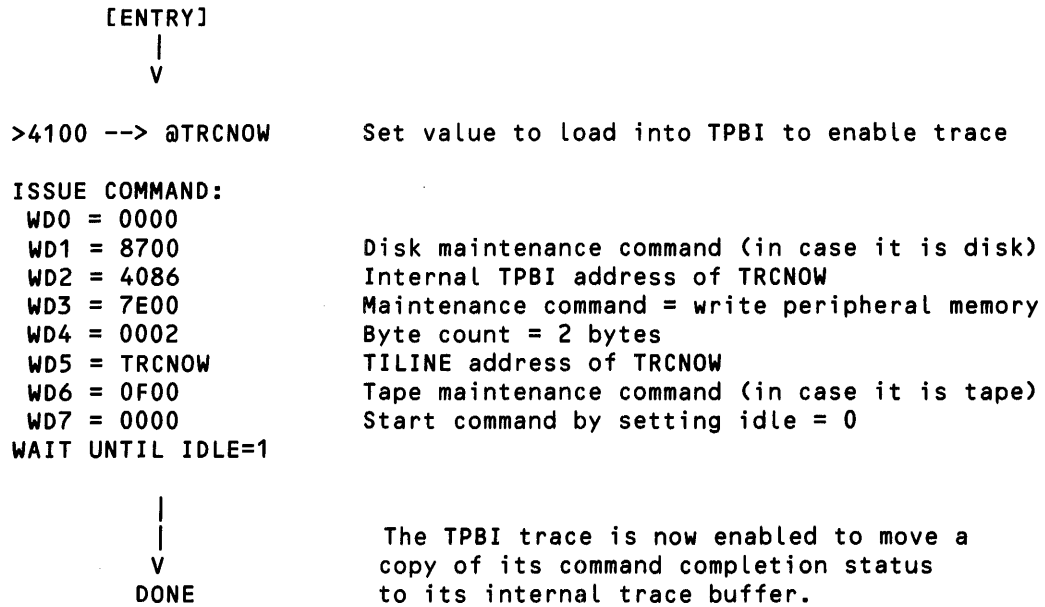 [ENTRY]
|
V
>4100 --> @TRCNOW Set value to load into TPBI to enable trace
ISSUE COMMAND:
WD0 = 0000
WD1 = 8700 Disk maintenance command (in case it is disk)
WD2 = 4086 Internal TPBI address of TRCNOW
WD3 = 7E00 Maintenance command = write peripheral memory
WD4 = 0002 Byte count = 2 bytes
WD5 = TRCNOW TILINE address of TRCNOW
WD6 = 0F00 Tape maintenance command (in case it is tape)
WD7 = 0000 Start command by setting idle = 0
WAIT UNTIL IDLE=1
|
| The TPBI trace is now enabled to move a
V copy of its command completion status
DONE to its internal trace buffer.